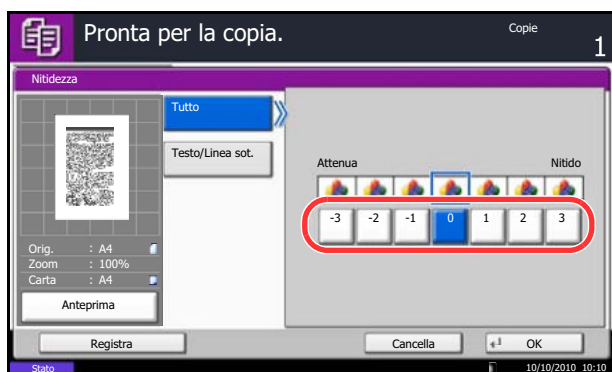 Pronta per la copia.
Copie
1
Nitidezza
Tutto
Testo/Linea sot.
Attenua
Nitido
-3 -2 -1 0 1 2 3
Orig. : A4
Zoom : 100%
Carta : A4
Anteprima
Registra
Cancella
OK
Stato
10/10/2010 10:10